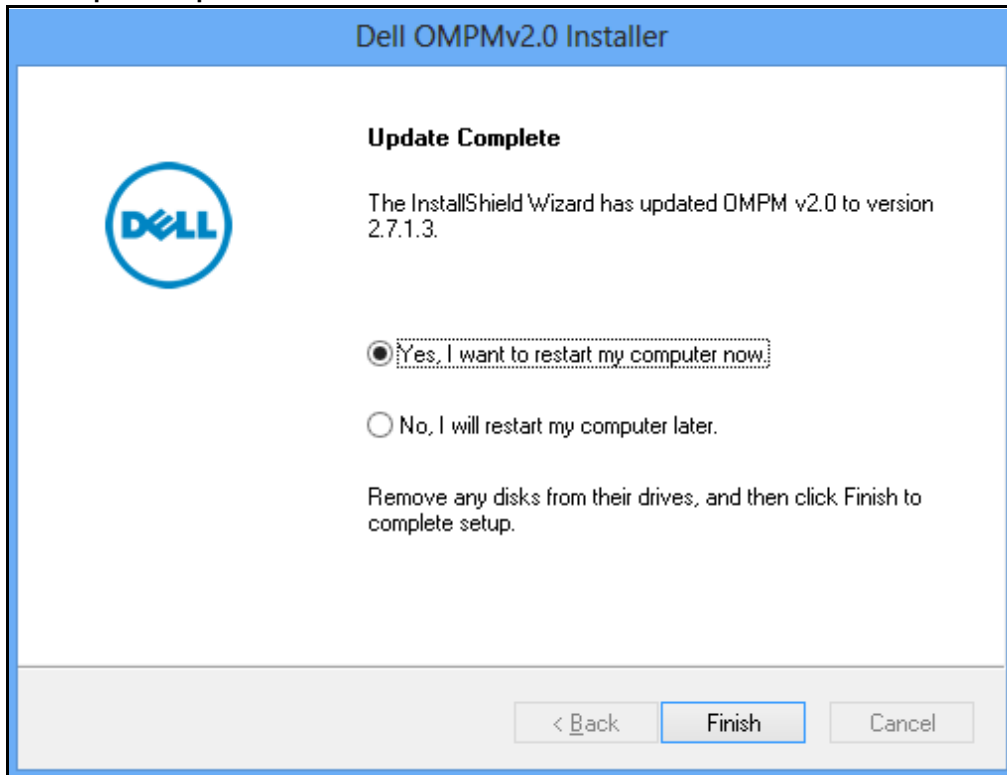 Dell OMPMv2.0 Installer
Update Complete
DELL
The InstallShield Wizard has updated OMPM v2.0 to version
2.7.1.3.
Yes, I want to restart my computer now.
No, I will restart my computer later.
Remove any disks from their drives, and then click Finish to
complete setup.
< Back
Finish
Cancel